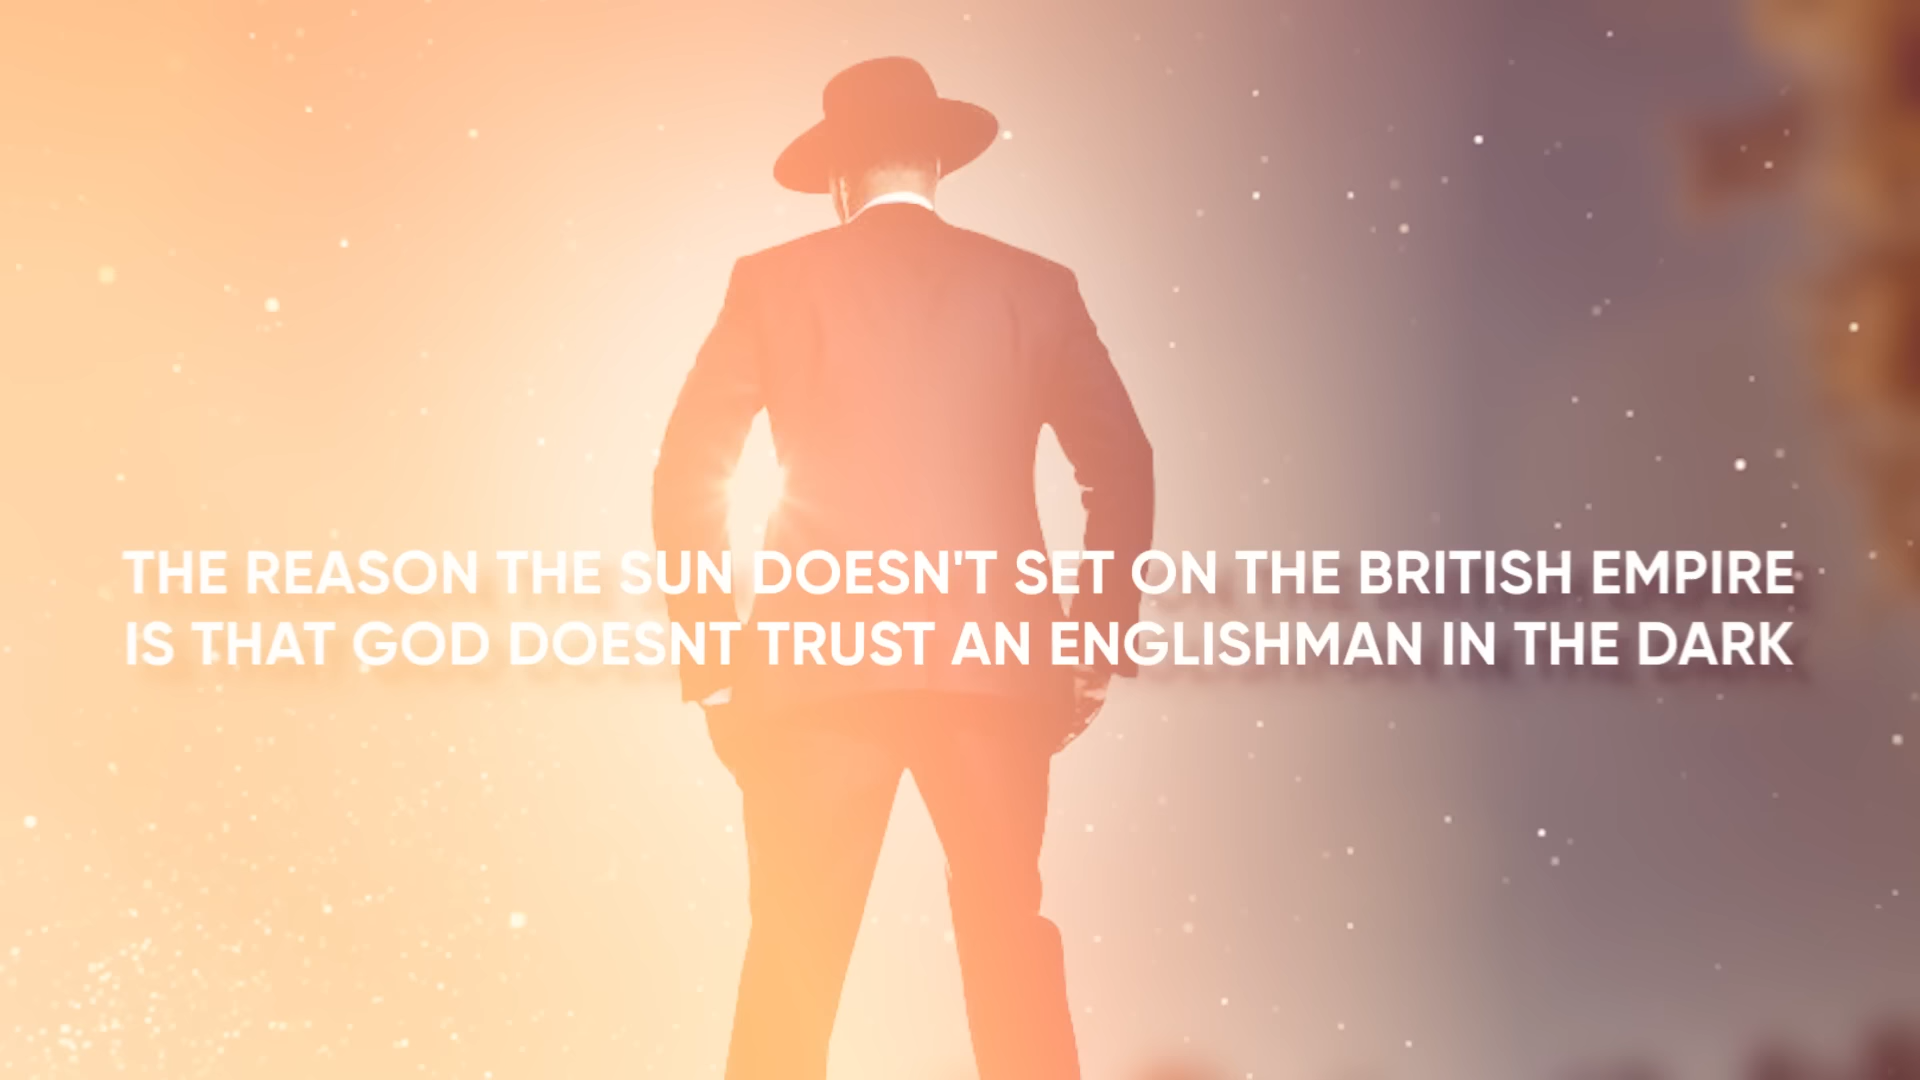 THE REASON THE SUN DOESN'T SET ON THE BRITISH EMPIRE
IS THAT GOD DOESNT TRUST AN ENGLISHMAN IN THE DARK